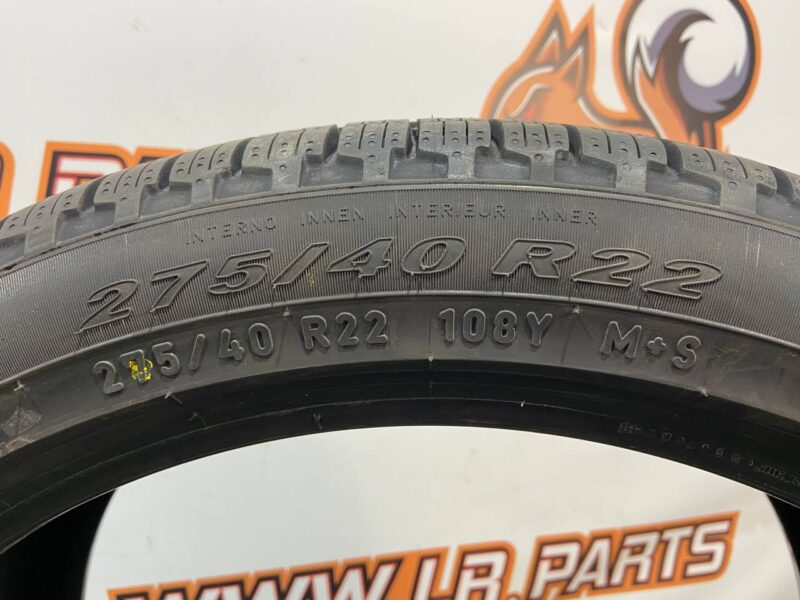 INTERNO INNEN INTERIEUR INNER
275/40 R22
275/40 R22 108Y M+S
WWW.LR.PARTS